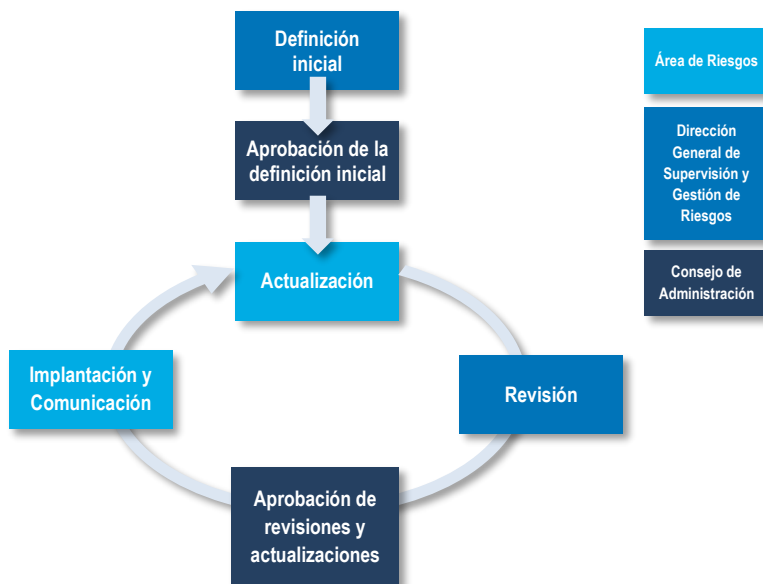 Definición
inicial
Aprobación de la
definición inicial
Actualización
Implantación y
Comunicación
Revisión
Aprobación de
revisiones y
actualizaciones
Área de Riesgos
Dirección
General de
Supervisión y
Gestión de
Riesgos
Consejo de
Administración